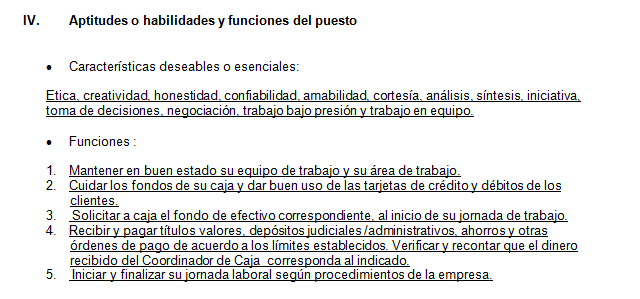 IV. Aptitudes o habilidades y funciones del puesto
• Características deseables o esenciales:
Etica, creatividad, honestidad, confiabilidad, amabilidad, cortesía, análisis, síntesis, iniciativa,
toma de decisiones, negociación, trabajo bajo presión y trabajo en equipo.
• Funciones :
1. Mantener en buen estado su equipo de trabajo y su área de trabajo.
2. Cuidar los fondos de su caja y dar buen uso de las tarjetas de crédito y débitos de los
clientes.
3. Solicitar a caja el fondo de efectivo correspondiente, al inicio de su jornada de trabajo.
4. Recibir y pagar títulos valores, depósitos judiciales /administrativos, ahorros y otras
órdenes de pago de acuerdo a los límites establecidos. Verificar y recontar que el dinero
recibido del Coordinador de Caja corresponda al indicado.
5. Iniciar y finalizar su jornada laboral según procedimientos de la empresa.